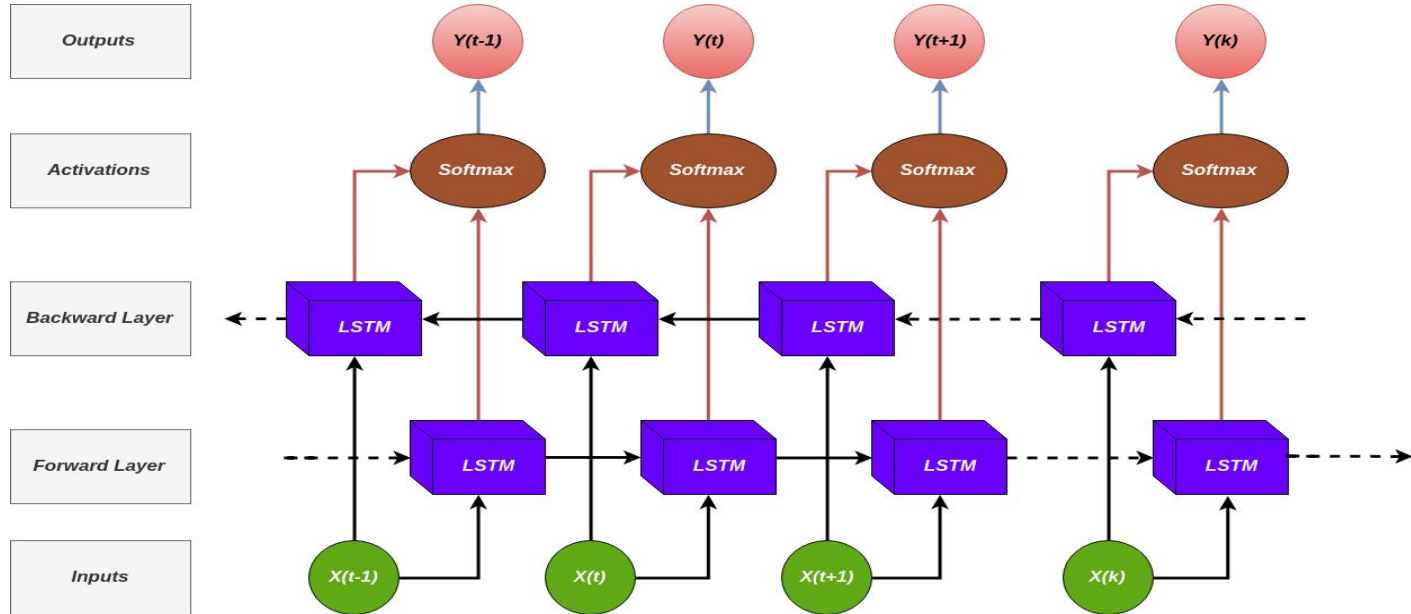 Outputs
Y(t-1)
Y(t)
Y(t+1)
Y(k)
Activations
Softmax
Softmax
Softmax
Softmax
Backward Layer
LSTM
LSTM
LSTM
LSTM
Forward Layer
LSTM
LSTM
LSTM
LSTM
Inputs
X(t-1)
X(t)
X(t+1)
X(k)